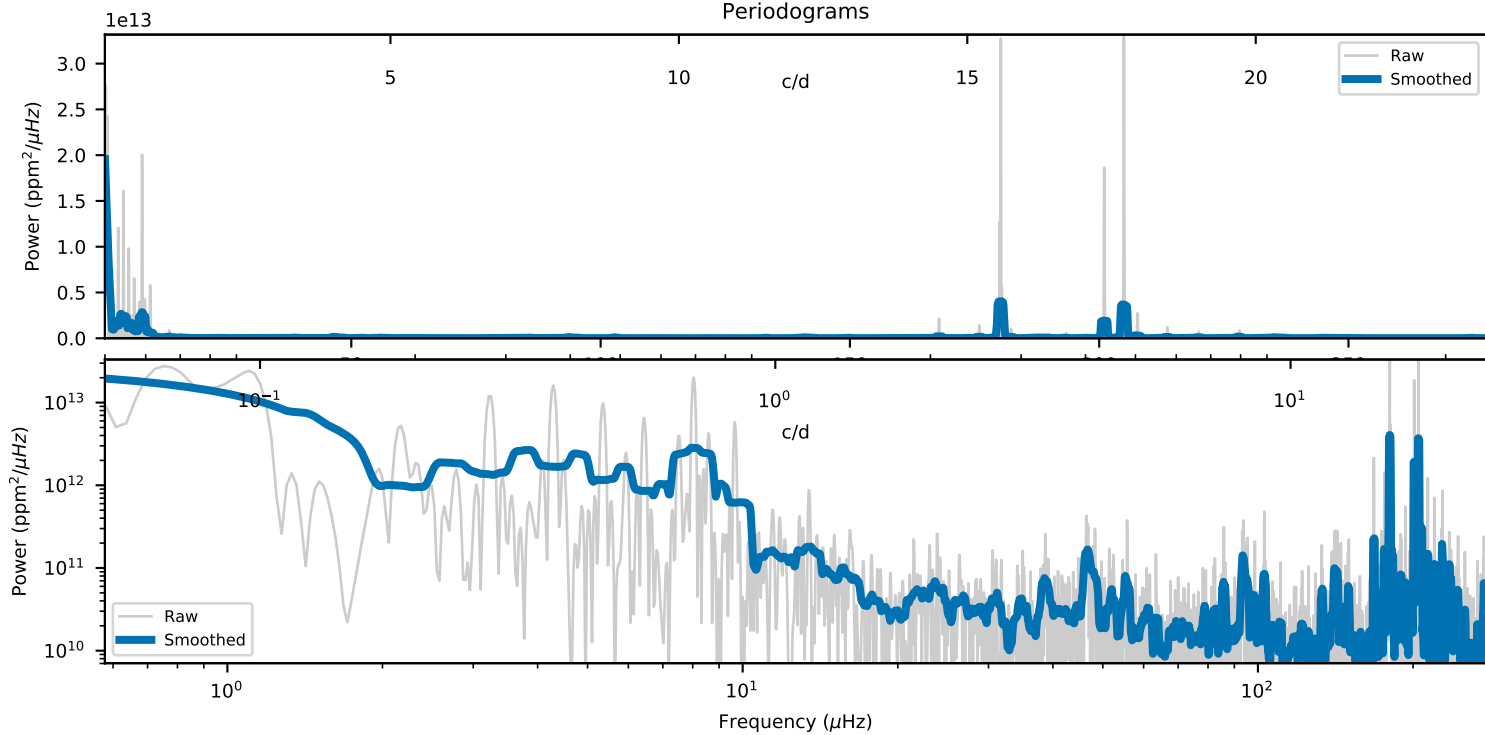 Periodograms
1e13
3.0
2.5
2.0
1.5
1.0
0.5
0.0
Power (ppm²/μHz)
5 10 15 20
c/d
Raw
Smoothed
10⁻¹ 10⁰ 10¹
c/d
10¹³
10¹²
10¹¹
10¹⁰
Power (ppm²/μHz)
Raw
Smoothed
10⁰ 10¹ 10²
Frequency (μHz)